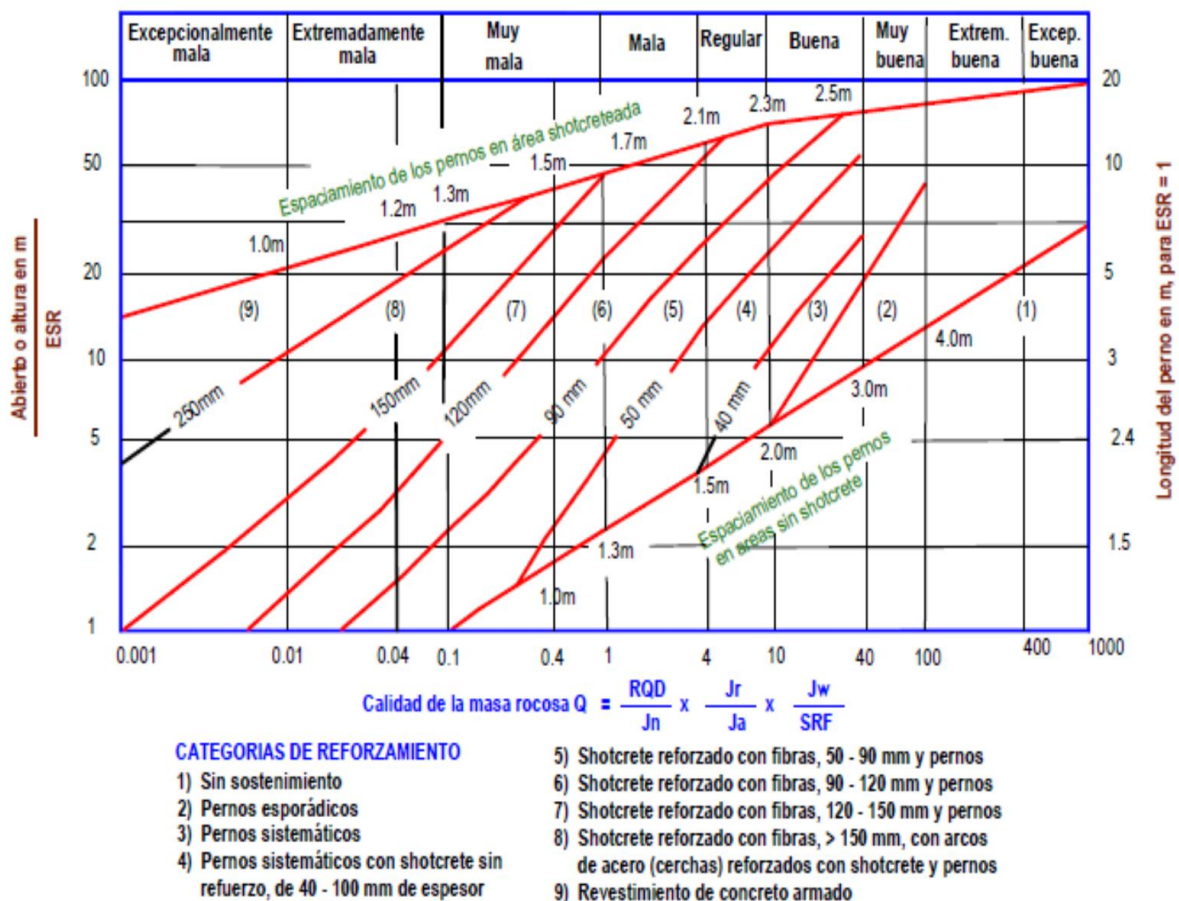 Excepcionalmente mala
Extremadamente mala
Muy mala
Mala
Regular
Buena
Muy buena
Extrem. buena
Excep. buena
100
50
20
10
5
2
1
20
10
5
3
2.4
1.5
Abierto o altura en m
ESR
Longitud del perno en m, para ESR = 1
Espaciamiento de los pernos en área shotcreteada
1.0m
1.2m
1.3m
1.5m
1.7m
2.1m
2.3m
2.5m
(9)
(8)
(7)
(6)
(5)
(4)
(3)
(2)
(1)
250mm
150mm
120mm
90 mm
50 mm
40 mm
4.0m
3.0m
2.0m
1.5m
1.3m
1.0m
Espaciamiento de los pernos
en areas sin shotcrete
0.001
0.01
0.04
0.1
0.4
1
4
10
40
100
400
1000
Calidad de la masa rocosa Q = RQD/Jn x Jr/Ja x Jw/SRF
CATEGORIAS DE REFORZAMIENTO
1) Sin sostenimiento
2) Pernos esporádicos
3) Pernos sistemáticos
4) Pernos sistemáticos con shotcrete sin
refuerzo, de 40 - 100 mm de espesor
5) Shotcrete reforzado con fibras, 50 - 90 mm y pernos
6) Shotcrete reforzado con fibras, 90 - 120 mm y pernos
7) Shotcrete reforzado con fibras, 120 - 150 mm y pernos
8) Shotcrete reforzado con fibras, > 150 mm, con arcos
de acero (cerchas) reforzados con shotcrete y pernos
9) Revestimiento de concreto armado